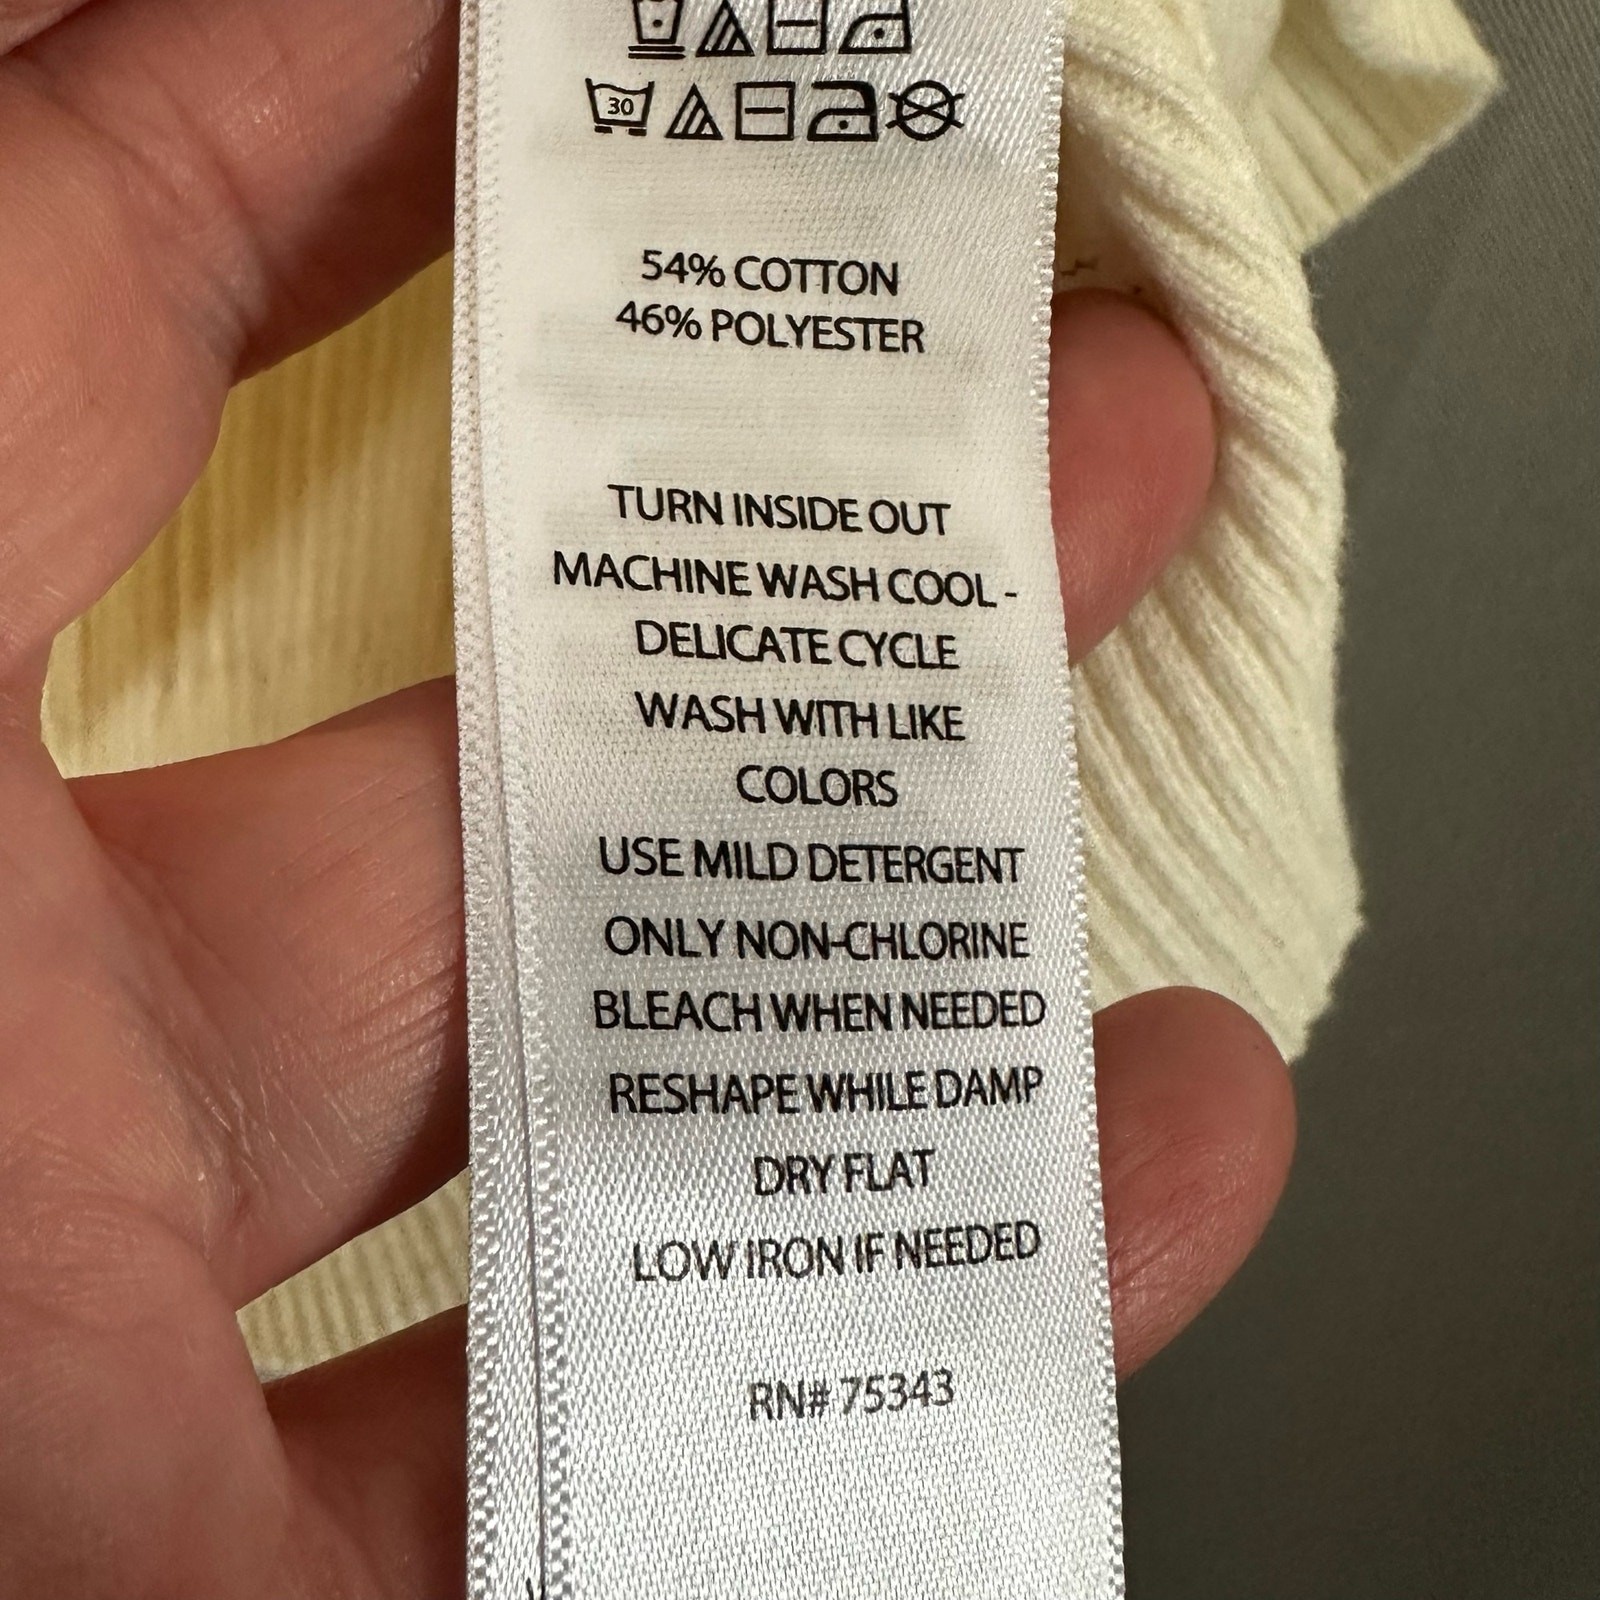 30
54% COTTON
46% POLYESTER
TURN INSIDE OUT
MACHINE WASH COOL -
DELICATE CYCLE
WASH WITH LIKE
COLORS
USE MILD DETERGENT
ONLY NON-CHLORINE
BLEACH WHEN NEEDED
RESHAPE WHILE DAMP
DRY FLAT
LOW IRON IF NEEDED
RN# 75343